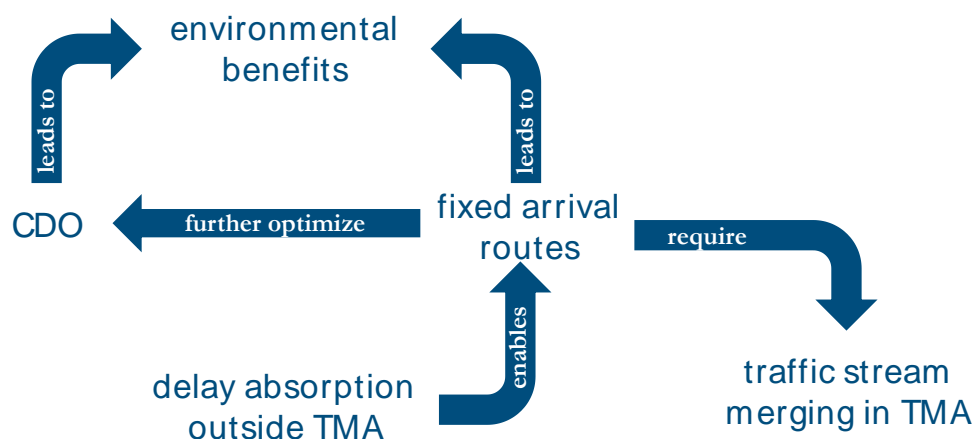 environmental
benefits
leads to
leads to
CDO
further optimize
fixed arrival
routes
require
enables
delay absorption
outside TMA
traffic stream
merging in TMA